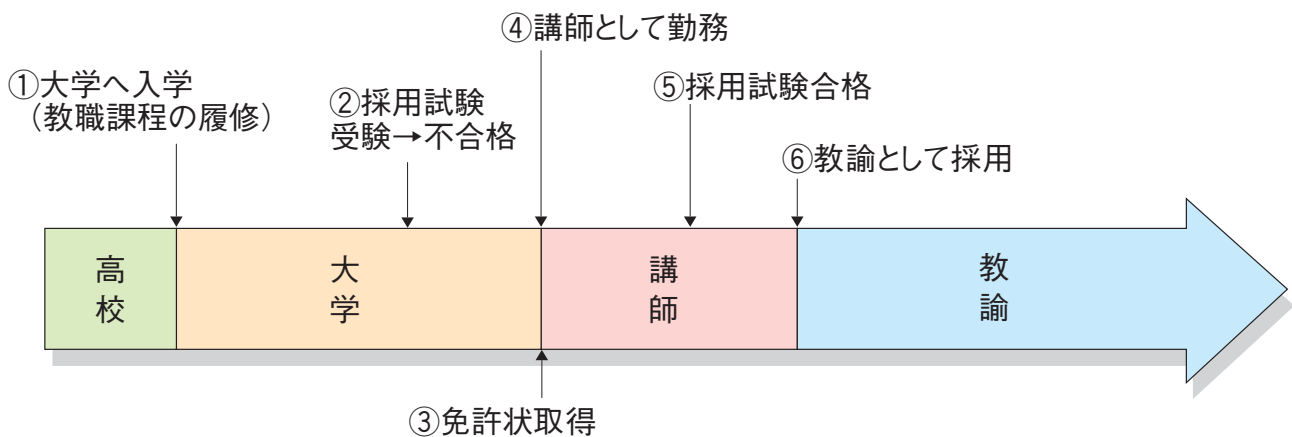 ④講師として勤務
①大学へ入学
（教職課程の履修）
②採用試験
受験→不合格
⑤採用試験合格
⑥教諭として採用
高校
大学
講師
教諭
③免許状取得